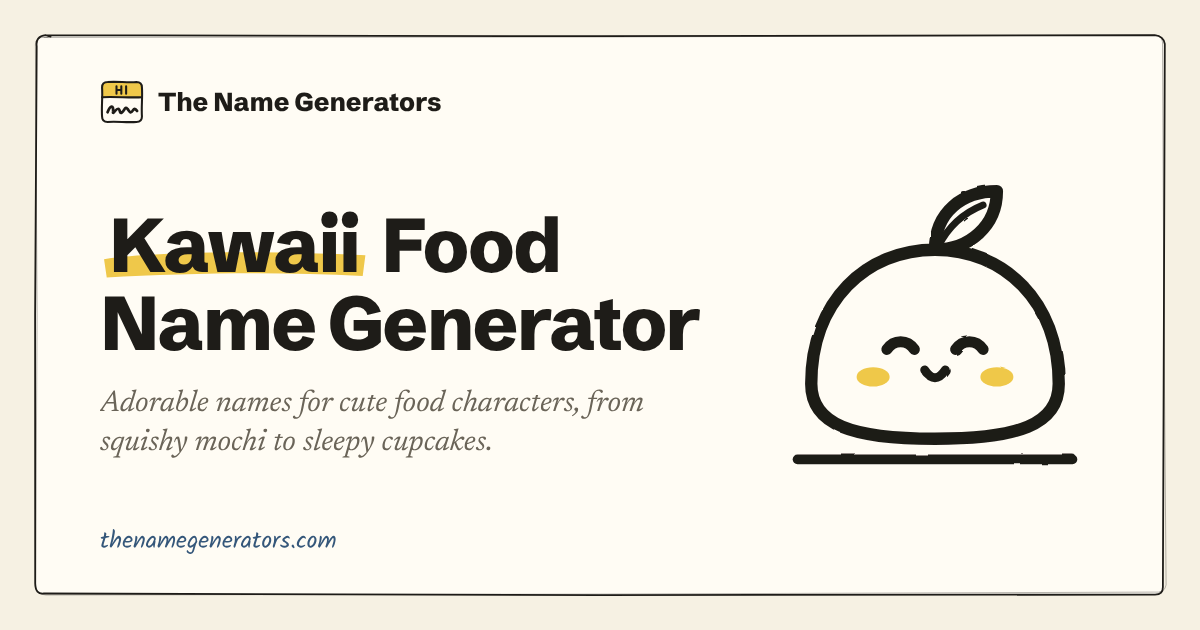 HI
The Name Generators
Kawaii Food
Name Generator
Adorable names for cute food characters, from
squishy mochi to sleepy cupcakes.
thenamegenerators.com